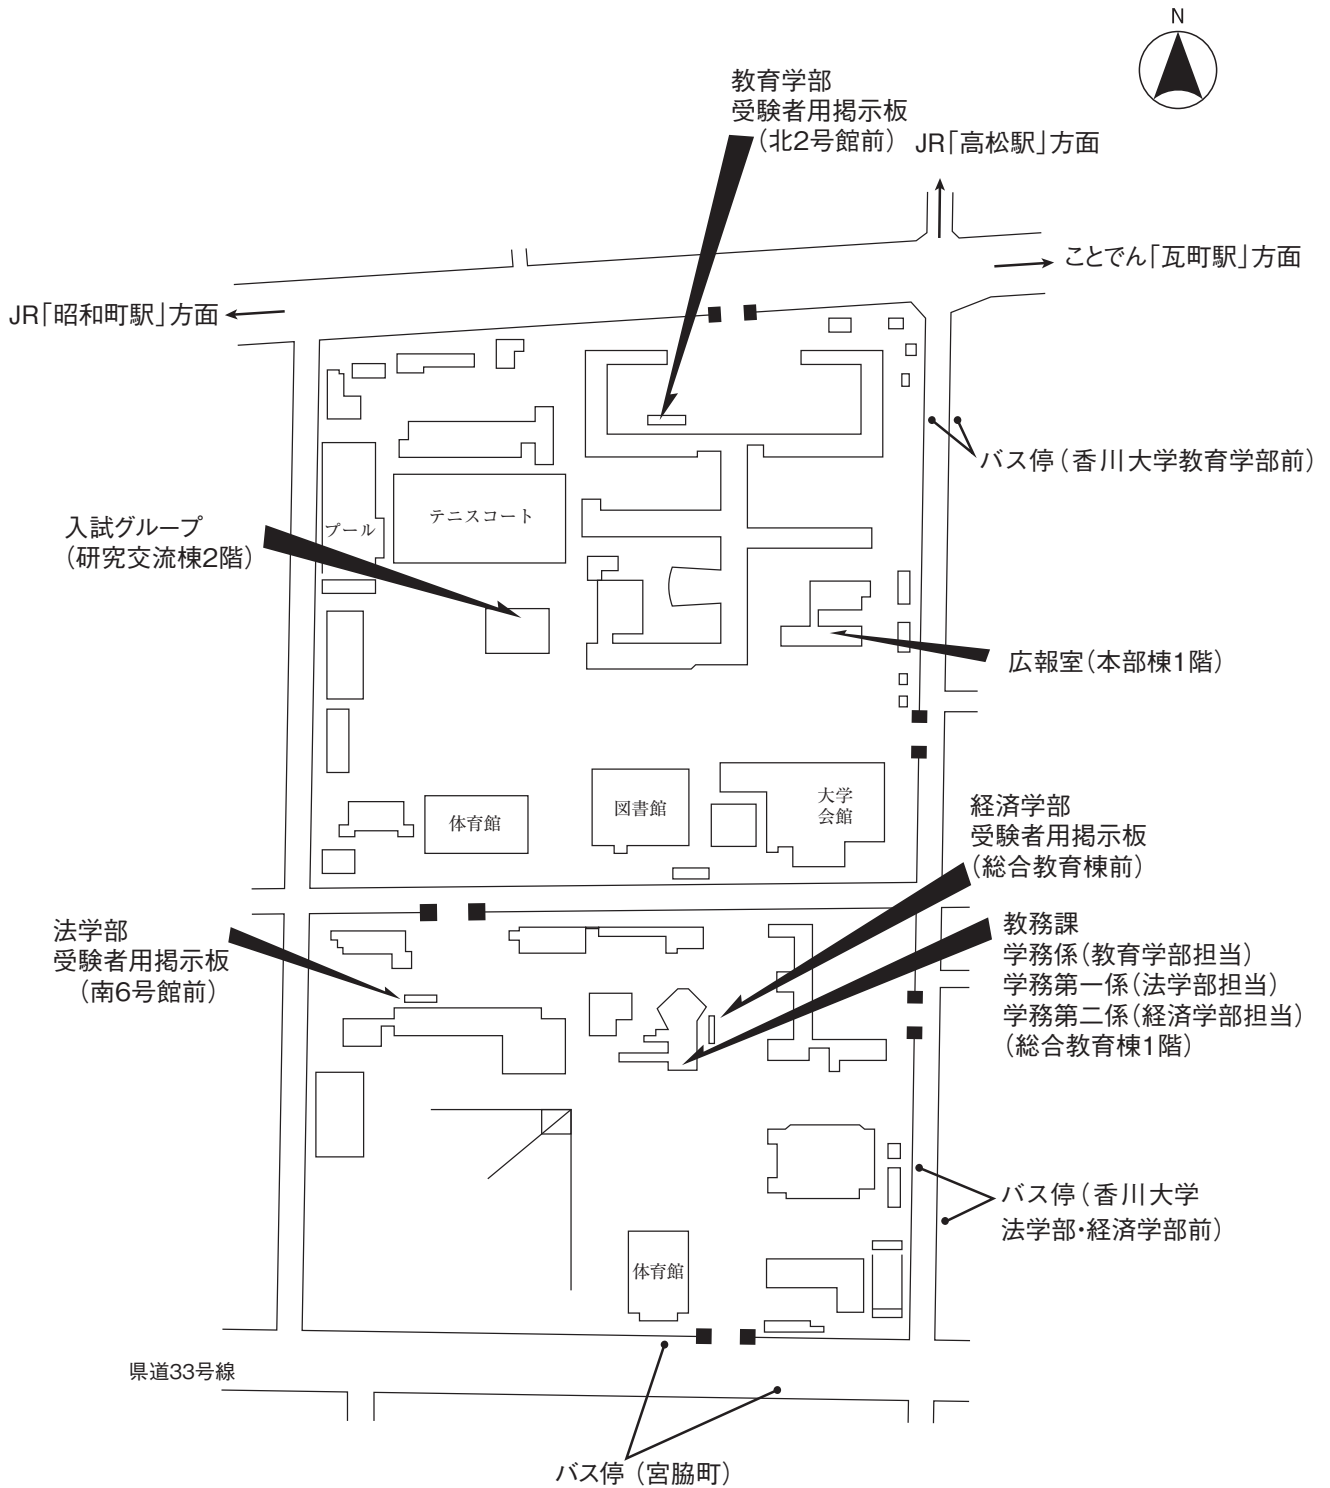 N
教育学部
受験者用掲示板
（北2号館前）
JR「高松駅」方面
ことでん「瓦町駅」方面
JR「昭和町駅」方面
バス停（香川大学教育学部前）
入試グループ
（研究交流棟2階）
プール
テニスコート
広報室（本部棟1階）
体育館
図書館
大学
会館
経済学部
受験者用掲示板
（総合教育棟前）
法学部
受験者用掲示板
（南6号館前）
教務課
学務係（教育学部担当）
学務第一係（法学部担当）
学務第二係（経済学部担当）
（総合教育棟1階）
バス停（香川大学
法学部・経済学部前）
体育館
県道33号線
バス停（宮脇町）